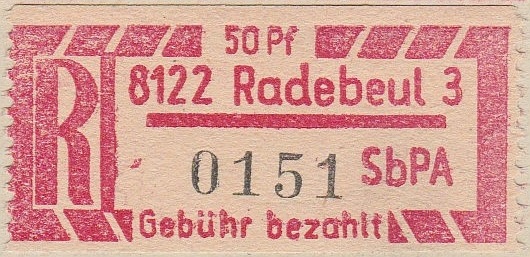 50 Pf
R
8122 Radebeul 3
0151 SbPA
Gebühr bezahlt